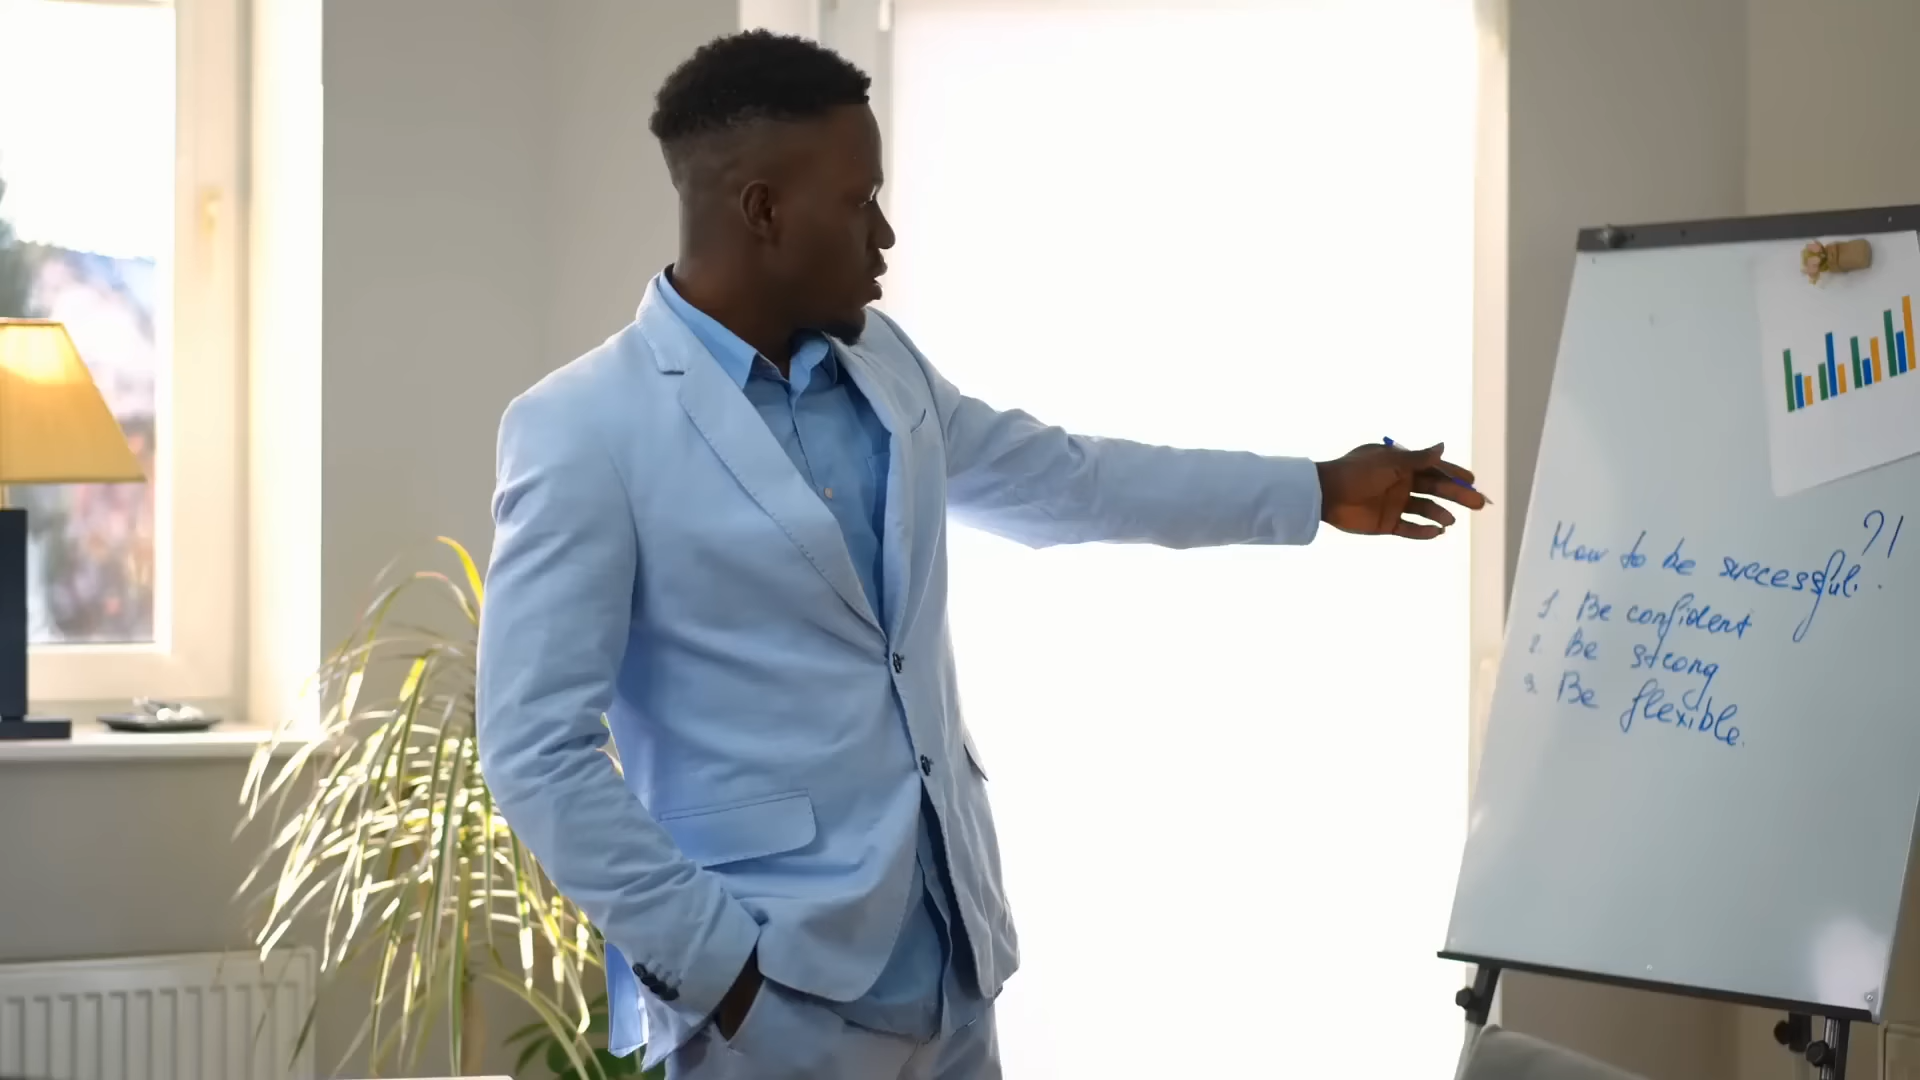 How to be successful?!
1. Be confident
2. Be strong
3. Be flexible.